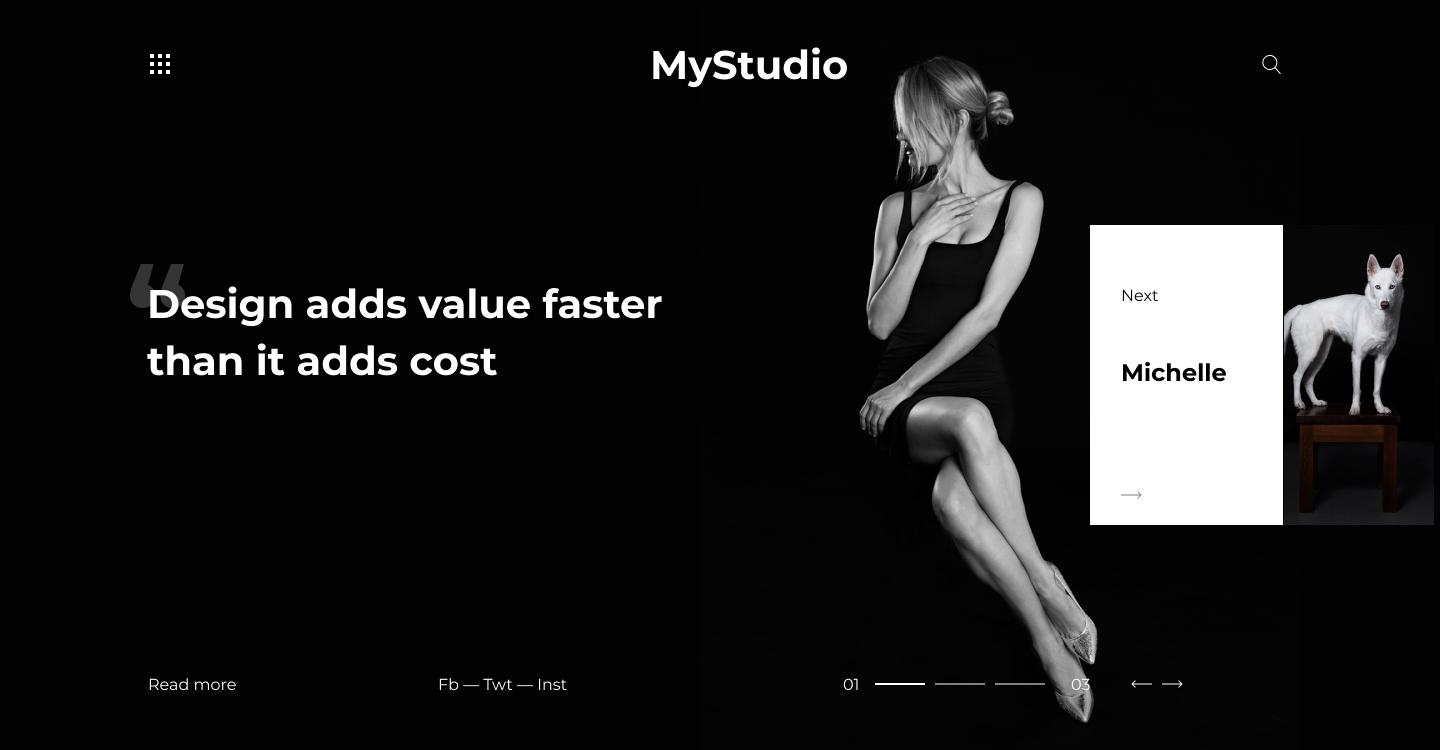 MyStudio
“
Design adds value faster
than it adds cost
Next
Michelle
Read more
Fb — Twt — Inst
01
03